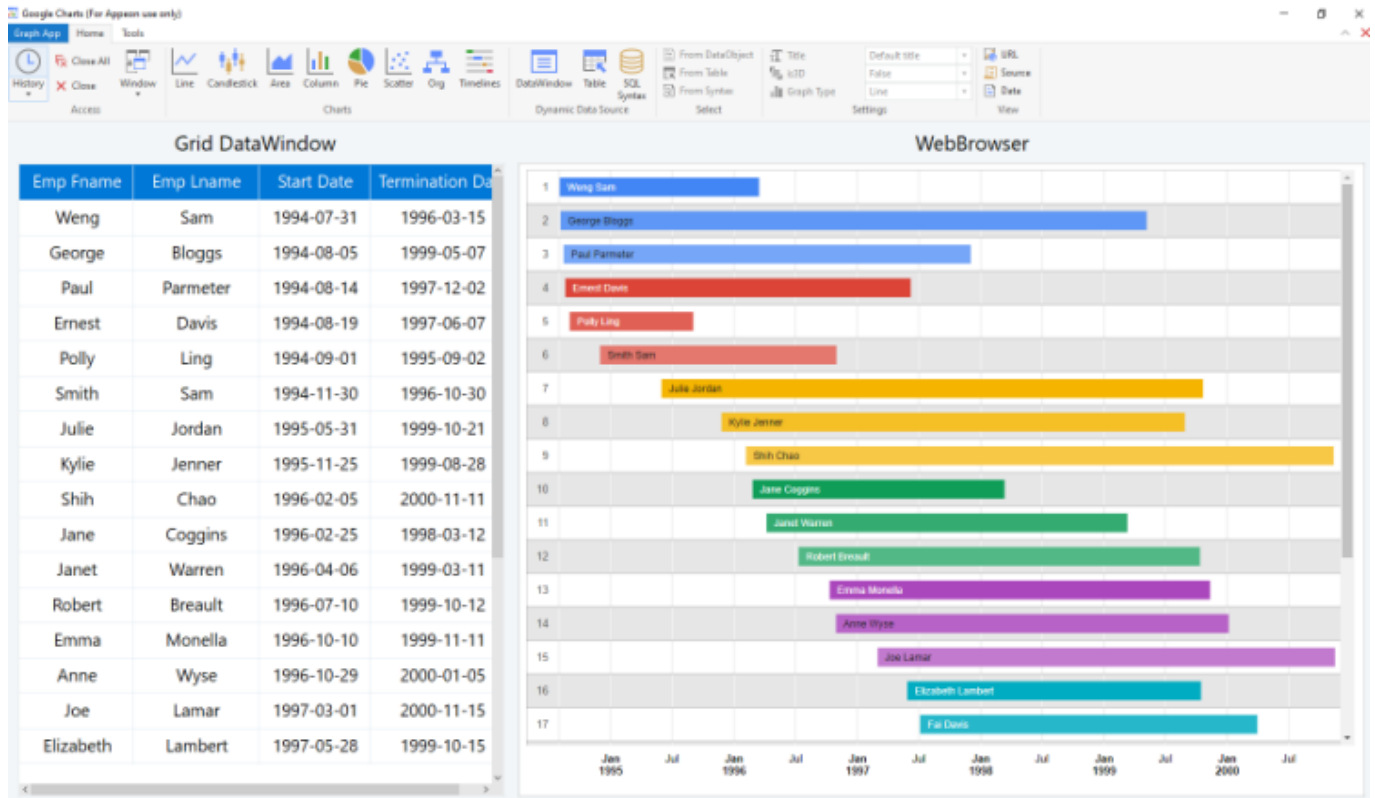 Google Charts (For Appeon use only)
Graph App Home Tools
History Close All Close Window
Access
Line Candlestick Area Column Pie Scatter Org Timelines
Charts
DataWindow Table SQL Syntax
Dynamic Data Source
From DataObject
From Table
From Syntax
Select
Title Default title
is3D False
Graph Type Line
Settings
URL
Source
Data
View
Grid DataWindow
Emp Fname Emp Lname Start Date Termination Da
Weng Sam 1994-07-31 1996-03-15
George Bloggs 1994-08-05 1999-05-07
Paul Parmeter 1994-08-14 1997-12-02
Ernest Davis 1994-08-19 1997-06-07
Polly Ling 1994-09-01 1995-09-02
Smith Sam 1994-11-30 1996-10-30
Julie Jordan 1995-05-31 1999-10-21
Kylie Jenner 1995-11-25 1999-08-28
Shih Chao 1996-02-05 2000-11-11
Jane Coggins 1996-02-25 1998-03-12
Janet Warren 1996-04-06 1999-03-11
Robert Breault 1996-07-10 1999-10-12
Emma Monella 1996-10-10 1999-11-11
Anne Wyse 1996-10-29 2000-01-05
Joe Lamar 1997-03-01 2000-11-15
Elizabeth Lambert 1997-05-28 1999-10-15
WebBrowser
1 Weng Sam
2 George Bloggs
3 Paul Parmeter
4 Ernest Davis
5 Polly Ling
6 Smith Sam
7 Julie Jordan
8 Kylie Jenner
9 Shih Chao
10 Jane Coggins
11 Janet Warren
12 Robert Breault
13 Emma Monella
14 Anne Wyse
15 Joe Lamar
16 Elizabeth Lambert
17 Fai Davis
Jan Jul Jan Jul Jan Jul Jan Jul Jan Jul Jan Jul
1995 1996 1997 1998 1999 2000